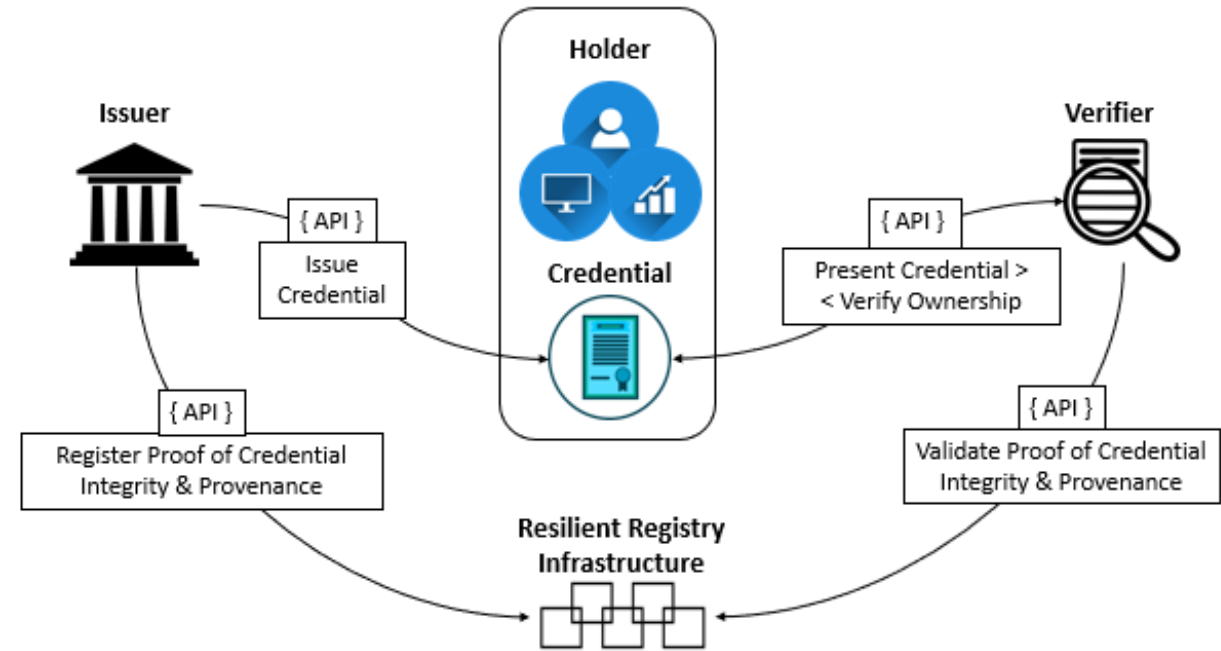 Holder
Issuer
Verifier
{ API }
Issue
Credential
{ API }
Present Credential >
< Verify Ownership
Credential
{ API }
Register Proof of Credential
Integrity & Provenance
{ API }
Validate Proof of Credential
Integrity & Provenance
Resilient Registry
Infrastructure